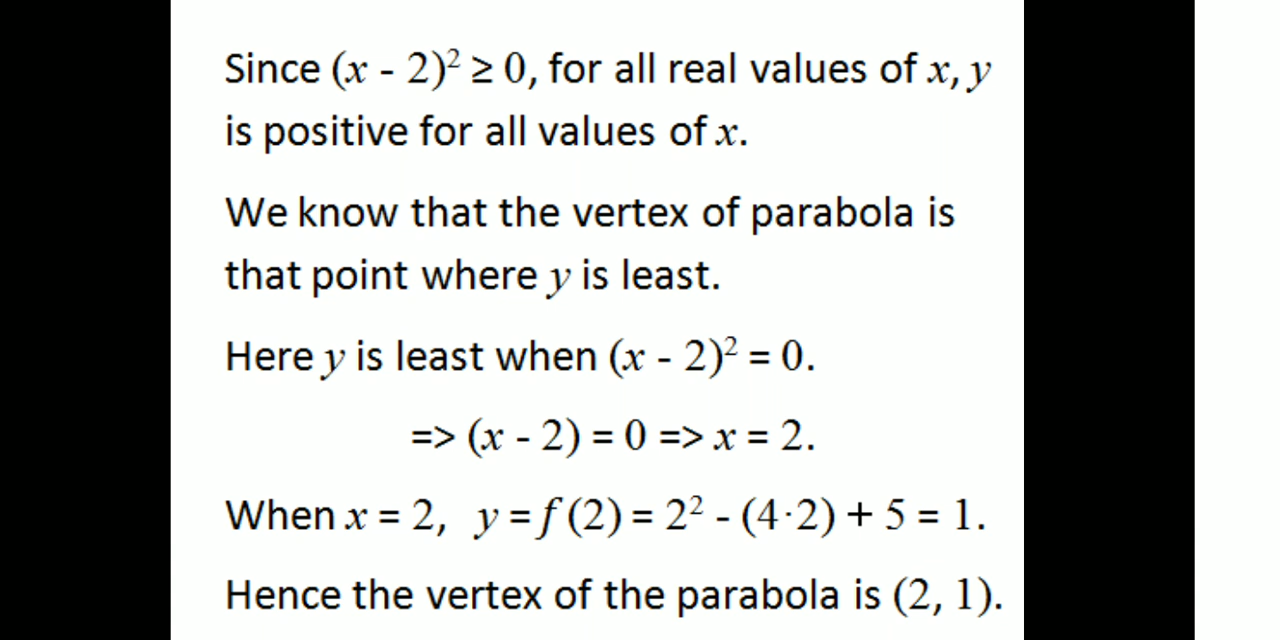 Since (x - 2)² ≥ 0, for all real values of x, y
is positive for all values of x.
We know that the vertex of parabola is
that point where y is least.
Here y is least when (x - 2)² = 0.
=> (x - 2) = 0 => x = 2.
When x = 2, y = f (2) = 2² - (4·2) + 5 = 1.
Hence the vertex of the parabola is (2, 1).